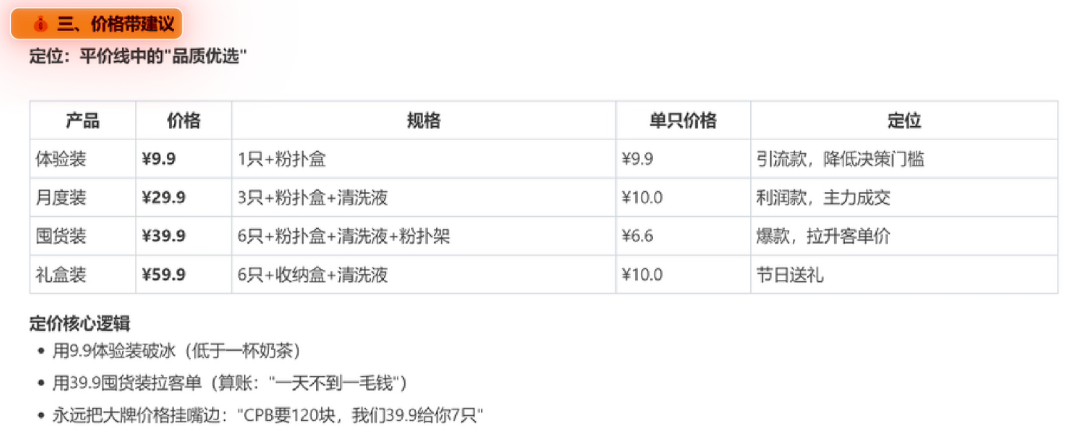 💰 三、价格带建议
定位：平价线中的"品质优选"
产品 价格 规格 单只价格 定位
体验装 ¥9.9 1只+粉扑盒 ¥9.9 引流款，降低决策门槛
月度装 ¥29.9 3只+粉扑盒+清洗液 ¥10.0 利润款，主力成交
囤货装 ¥39.9 6只+粉扑盒+清洗液+粉扑架 ¥6.6 爆款，拉升客单价
礼盒装 ¥59.9 6只+收纳盒+清洗液 ¥10.0 节日送礼
定价核心逻辑
• 用9.9体验装破冰（低于一杯奶茶）
• 用39.9囤货装拉客单（算账："一天不到一毛钱"）
• 永远把大牌价格挂嘴边："CPB要120块，我们39.9给你7只"